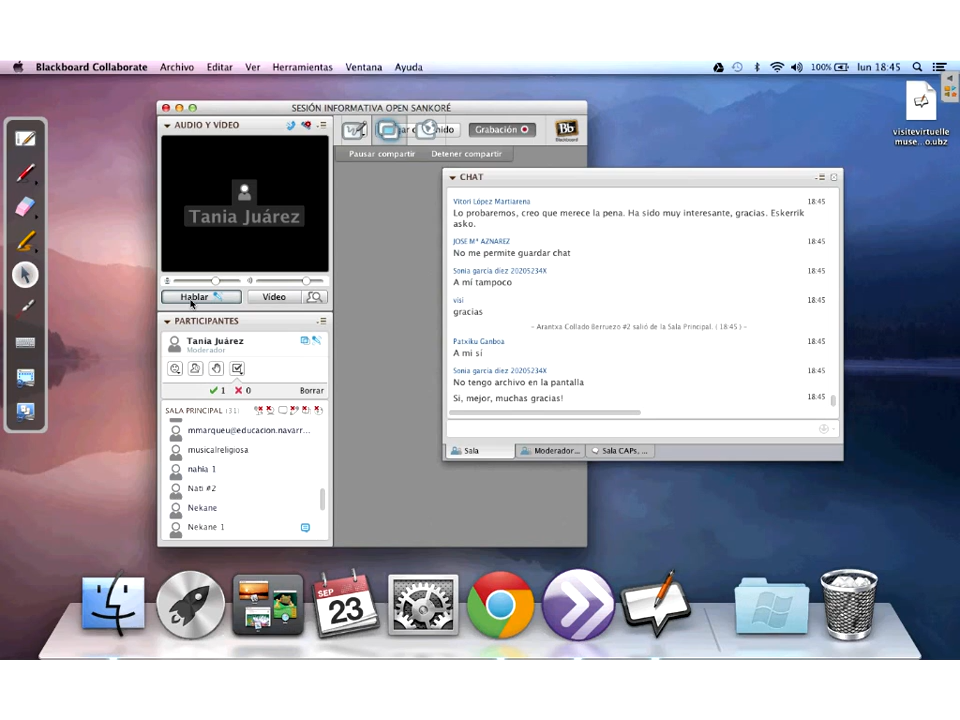 Blackboard Collaborate Archivo Editar Ver Herramientas Ventana Ayuda 100% lun 18:45
visitevirtuelle
muse...o.ubz
SESIÓN INFORMATIVA OPEN SANKORÉ
AUDIO Y VÍDEO
Grabación
Bb
Blackboard
Pausar compartir Detener compartir
Tania Juárez
Hablar Vídeo
PARTICIPANTES
Tania Juárez
Moderador
1 0 Borrar
SALA PRINCIPAL (31)
mmarqueu@educacion.navarr...
musicalreligiosa
nahia 1
Nati #2
Nekane
Nekane 1
CHAT
Vitori López Martiarena 18:45
Lo probaremos, creo que merece la pena. Ha sido muy interesante, gracias. Eskerrik
asko.
JOSE Mª AZNAREZ 18:45
No me permite guardar chat
Sonia garcia diez 20205234X 18:45
A mí tampoco
visi 18:45
gracias
- Arantxa Collado Berruezo #2 salió de la Sala Principal. ( 18:45 ) -
Patxiku Ganboa 18:45
A mi sí
Sonia garcia diez 20205234X 18:45
No tengo archivo en la pantalla
Si, mejor, muchas gracias! 18:45
Sala Moderador... Sala CAPs, ...
SEP
23